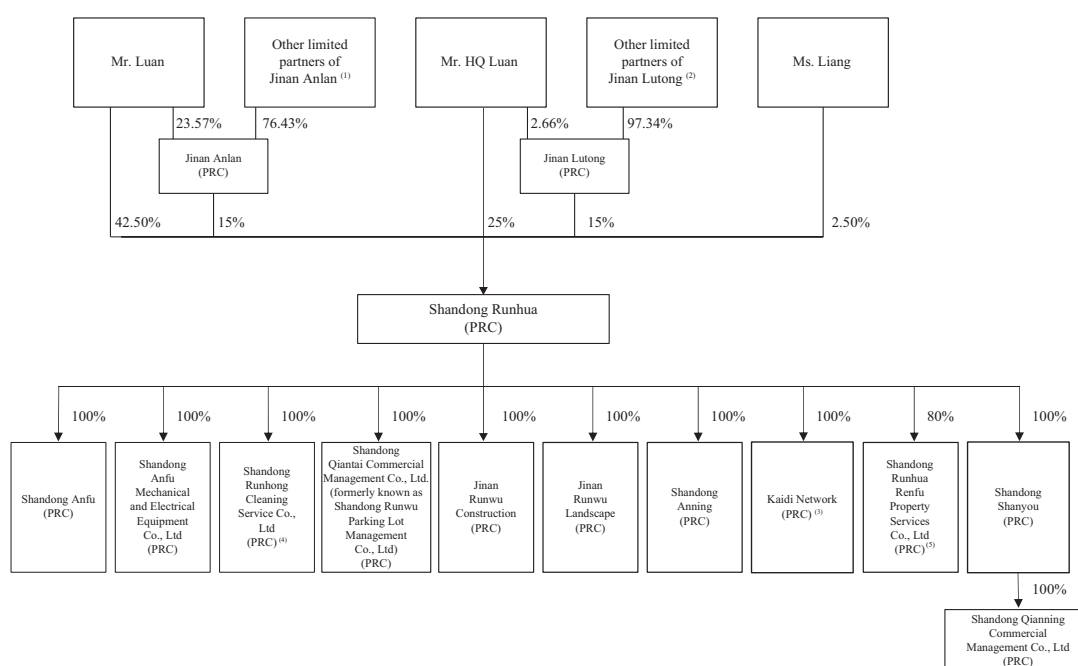 Mr. Luan
Other limited
partners of
Jinan Anlan (1)
Mr. HQ Luan
Other limited
partners of
Jinan Lutong (2)
Ms. Liang
23.57%
76.43%
2.66%
97.34%
Jinan Anlan
(PRC)
Jinan Lutong
(PRC)
42.50%
15%
25%
15%
2.50%
Shandong Runhua
(PRC)
100%
100%
100%
100%
100%
100%
100%
100%
80%
100%
Shandong Anfu
(PRC)
Shandong
Anfu
Mechanical
and Electrical
Equipment
Co., Ltd
(PRC)
Shandong
Runhong
Cleaning
Service Co.,
Ltd
(PRC) (4)
Shandong
Qiantai Commercial
Management Co., Ltd.
(formerly known as
Shandong Runwu
Parking Lot
Management
Co., Ltd)
(PRC)
Jinan
Runwu
Construction
(PRC)
Jinan
Runwu
Landscape
(PRC)
Shandong
Anning
(PRC)
Kaidi Network
(PRC) (3)
Shandong
Runhua
Renfu
Property
Services
Co., Ltd
(PRC) (5)
Shandong
Shanyou
(PRC)
100%
Shandong Qianning
Commercial
Management Co., Ltd
(PRC)